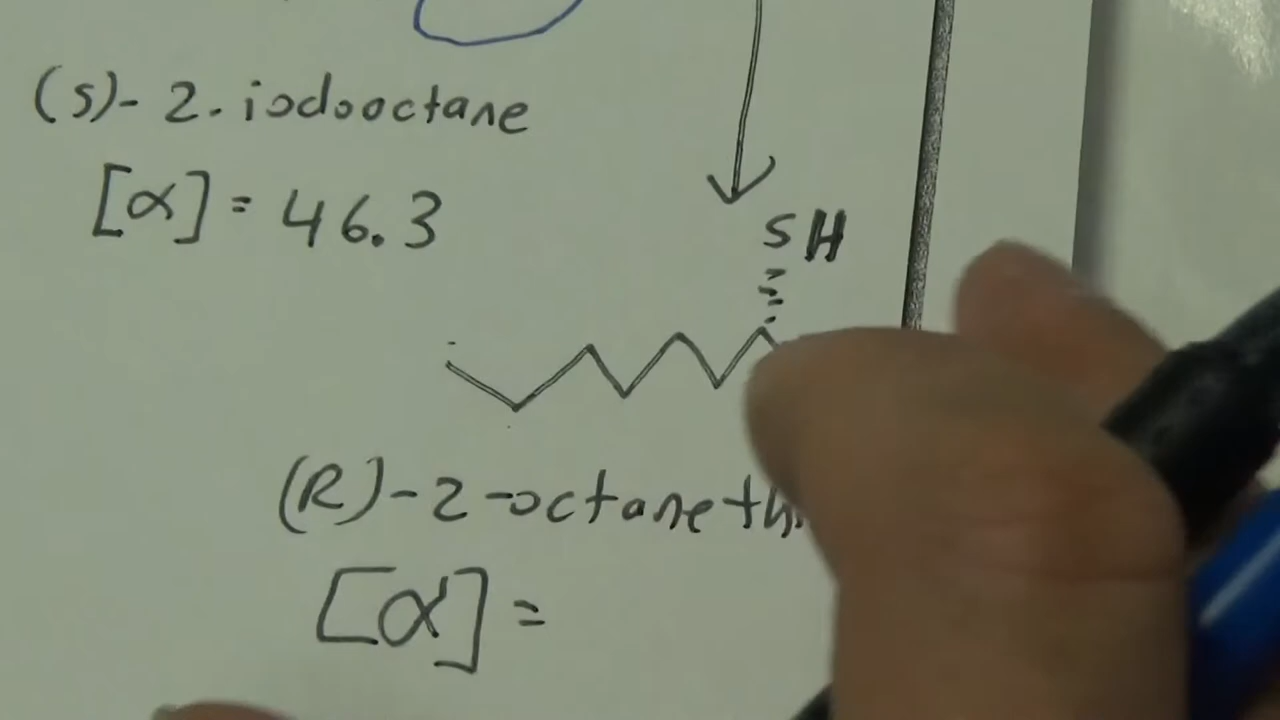 (S)-2.iodooctane
[α]=46.3
SH
(R)-2-octaneth
[α]=